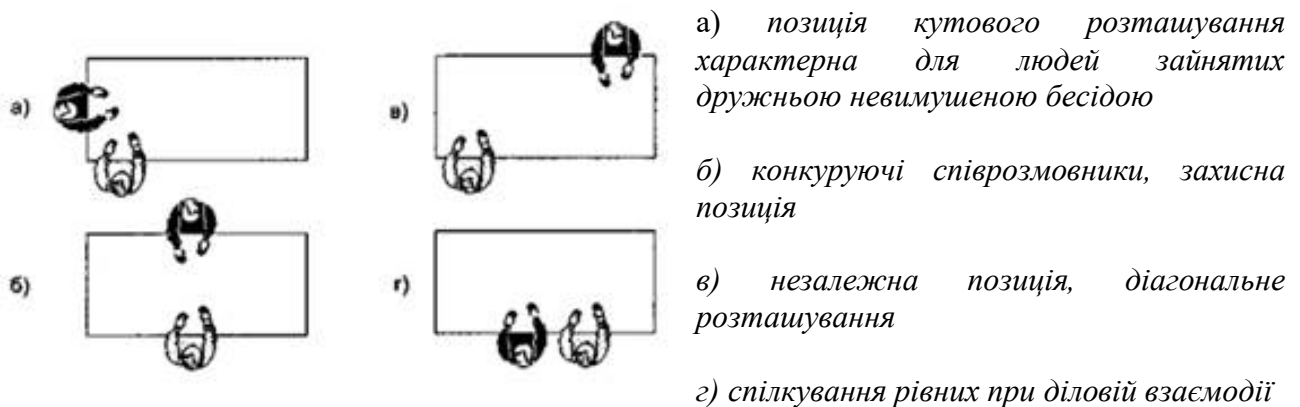 а)
в)
б)
г)
а) позиція кутового розташування
характерна для людей зайнятих
дружньою невимушеною бесідою
б) конкуруючі співрозмовники, захисна
позиція
в) незалежна позиція, діагональне
розташування
г) спілкування рівних при діловій взаємодії